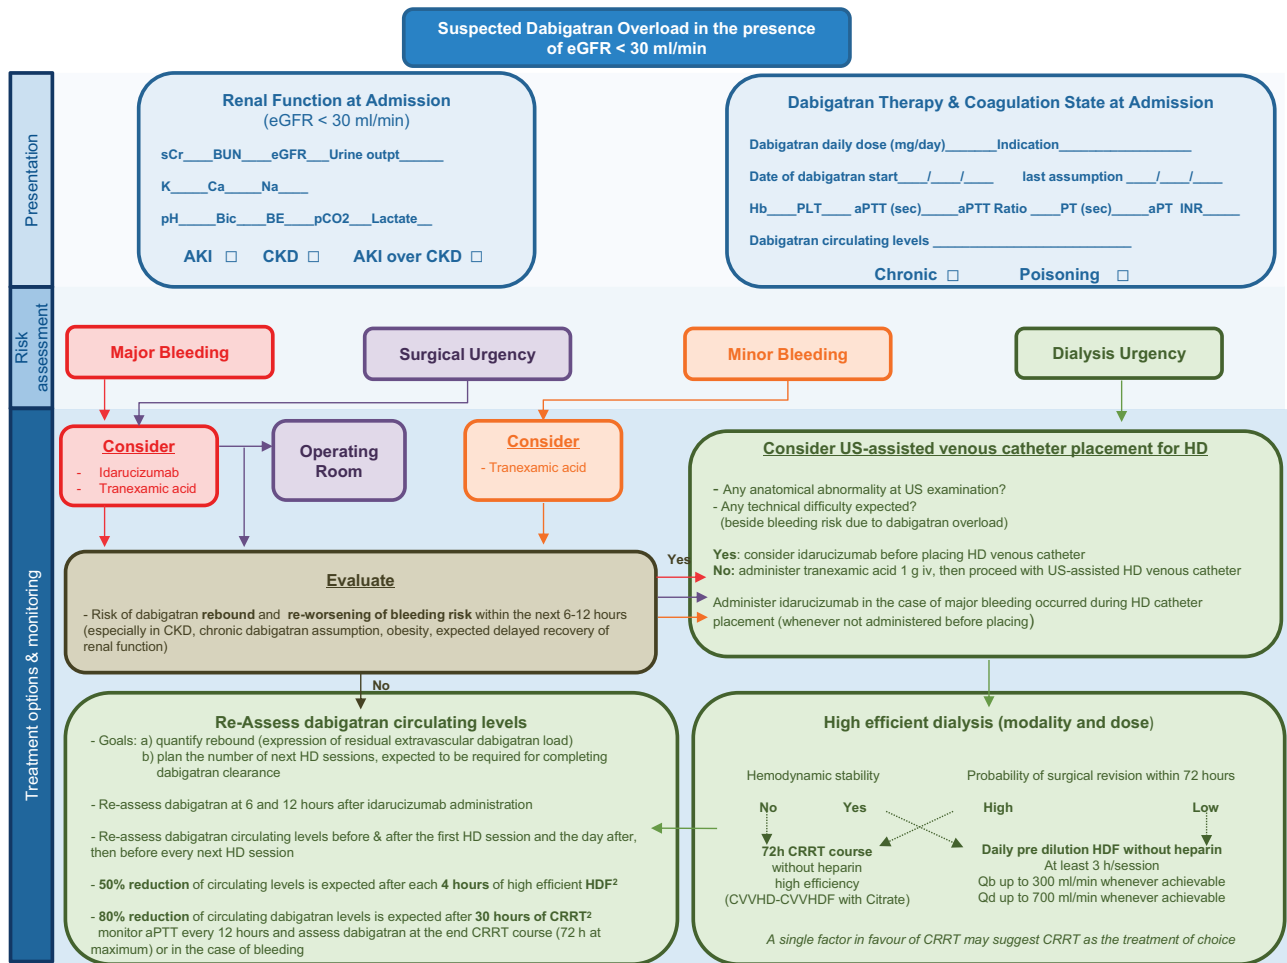 Suspected Dabigatran Overload in the presence
of eGFR < 30 ml/min
Presentation
Renal Function at Admission
(eGFR < 30 ml/min)
sCr____BUN____eGFR___Urine outpt______
K_____Ca_____Na____
pH_____Bic____BE____pCO2___Lactate__
AKI □ CKD □ AKI over CKD □
Dabigatran Therapy & Coagulation State at Admission
Dabigatran daily dose (mg/day)_______Indication__________________
Date of dabigatran start____/____/____ last assumption ____/____/____
Hb____PLT____ aPTT (sec)_____aPTT Ratio ____PT (sec)_____aPT INR_____
Dabigatran circulating levels ___________________________
Chronic □ Poisoning □
Risk
assessment
Major Bleeding
Surgical Urgency
Minor Bleeding
Dialysis Urgency
Treatment options & monitoring
Consider
- Idarucizumab
- Tranexamic acid
Operating
Room
Consider
- Tranexamic acid
Consider US-assisted venous catheter placement for HD
- Any anatomical abnormality at US examination?
- Any technical difficulty expected?
(beside bleeding risk due to dabigatran overload)
Yes: consider idarucizumab before placing HD venous catheter
No: administer tranexamic acid 1 g iv, then proceed with US-assisted HD venous catheter
Administer idarucizumab in the case of major bleeding occurred during HD catheter
placement (whenever not administered before placing)
Evaluate
- Risk of dabigatran rebound and re-worsening of bleeding risk within the next 6-12 hours
(especially in CKD, chronic dabigatran assumption, obesity, expected delayed recovery of
renal function)
Yes
No
Re-Assess dabigatran circulating levels
- Goals: a) quantify rebound (expression of residual extravascular dabigatran load)
b) plan the number of next HD sessions, expected to be required for completing
dabigatran clearance
- Re-assess dabigatran at 6 and 12 hours after idarucizumab administration
- Re-assess dabigatran circulating levels before & after the first HD session and the day after,
then before every next HD session
- 50% reduction of circulating levels is expected after each 4 hours of high efficient HDF²
- 80% reduction of circulating dabigatran levels is expected after 30 hours of CRRT²
monitor aPTT every 12 hours and assess dabigatran at the end CRRT course (72 h at
maximum) or in the case of bleeding
High efficient dialysis (modality and dose)
Hemodynamic stability Probability of surgical revision within 72 hours
No Yes High Low
72h CRRT course
without heparin
high efficiency
(CVVHD-CVVHDF with Citrate)
Daily pre dilution HDF without heparin
At least 3 h/session
Qb up to 300 ml/min whenever achievable
Qd up to 700 ml/min whenever achievable
A single factor in favour of CRRT may suggest CRRT as the treatment of choice